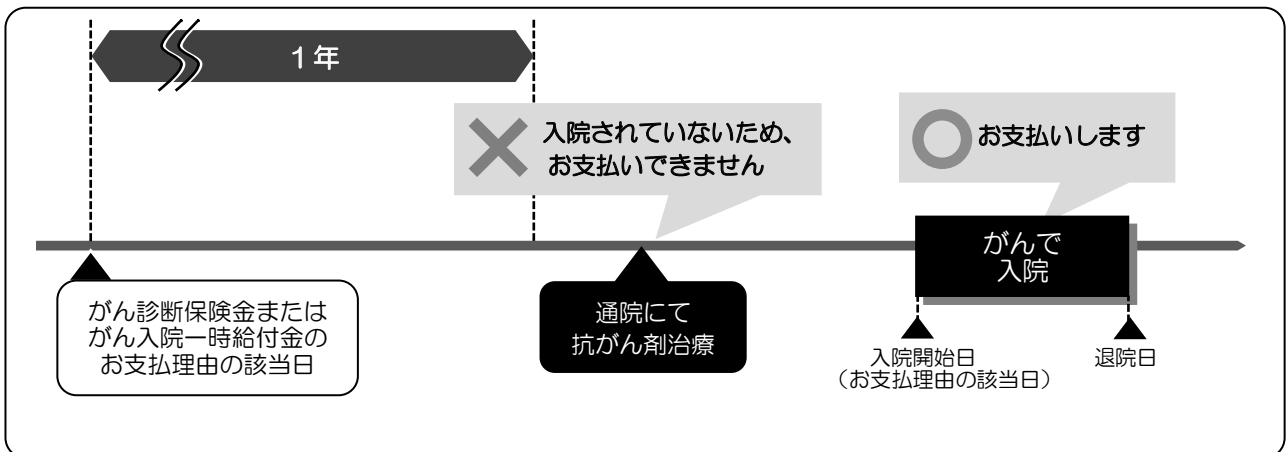 1年
入院されていないため、
お支払いできません
お支払いします
がんで
入院
がん診断保険金または
がん入院一時給付金の
お支払理由の該当日
通院にて
抗がん剤治療
入院開始日
（お支払理由の該当日）
退院日